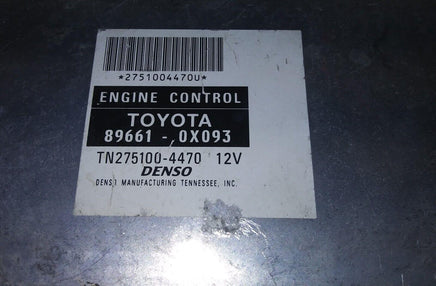 *2751004470U*
ENGINE CONTROL
TOYOTA
89661 - 0X093
TN275100-4470 12V
DENSO
DENSO MANUFACTURING TENNESSEE, INC.